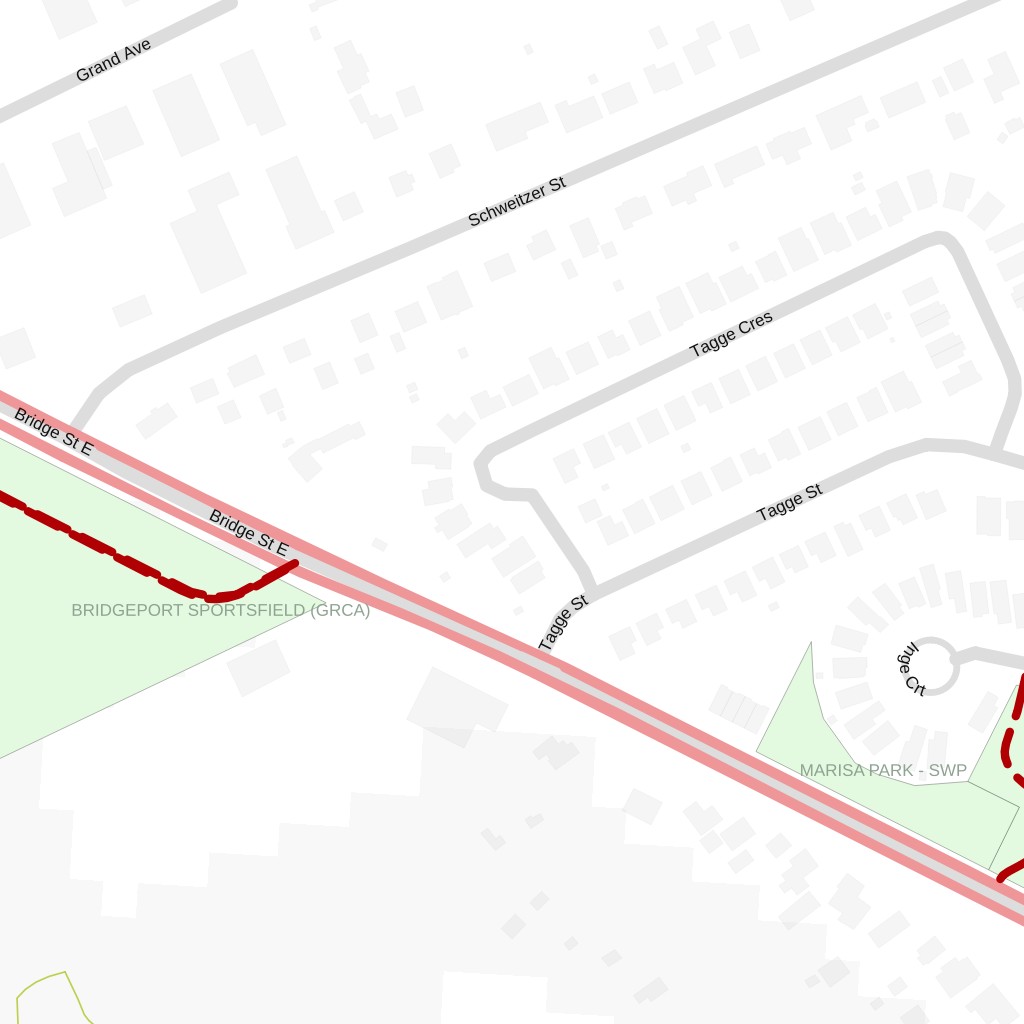 Grand Ave
Schweitzer St
Tagge Cres
Bridge St E
Tagge St
Bridge St E
BRIDGEPORT SPORTSFIELD (GRCA)
Tagge St
Inge Crt
MARISA PARK - SWP